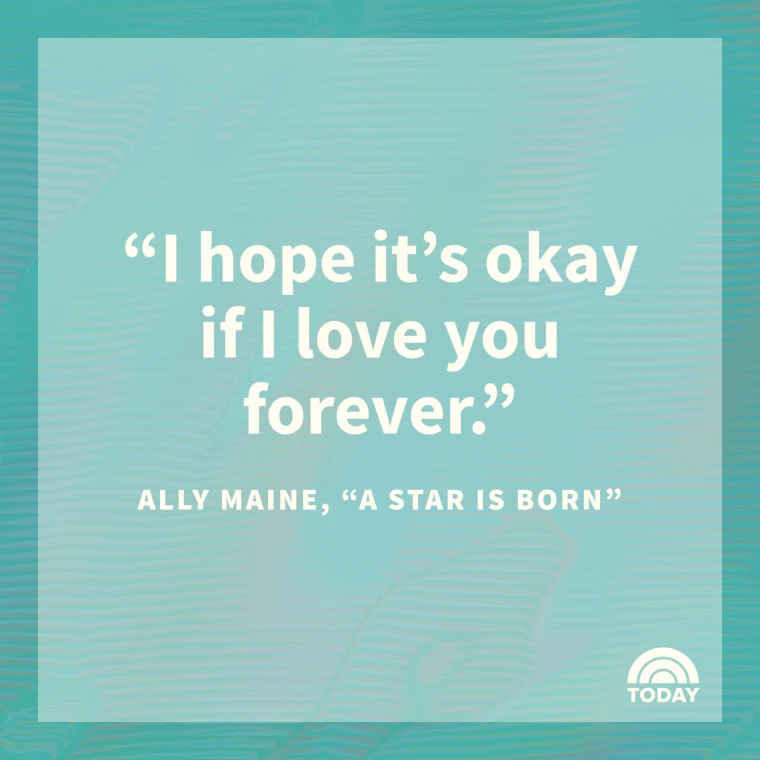 “I hope it’s okay
if I love you
forever.”
ALLY MAINE, “A STAR IS BORN”
TODAY